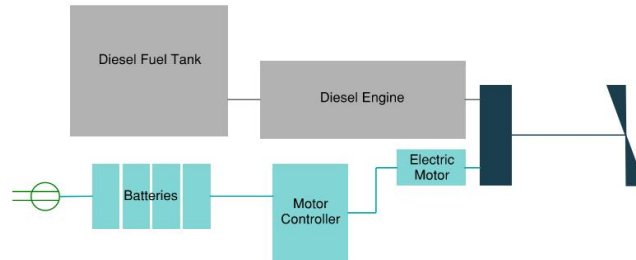 Diesel Fuel Tank
Diesel Engine
Electric
Motor
Batteries
Motor
Controller